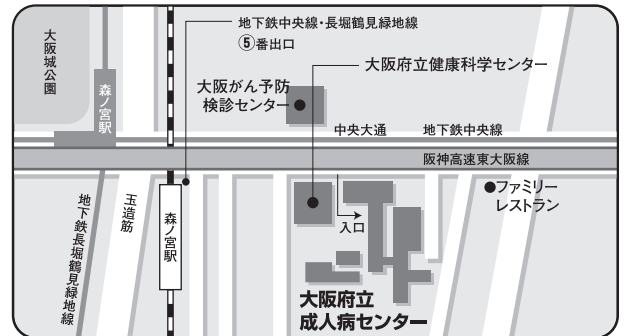 地下鉄中央線・長堀鶴見緑地線
⑤番出口
大阪城公園
森ノ宮駅
大阪がん予防
検診センター
大阪府立健康科学センター
中央大通
地下鉄中央線
阪神高速東大阪線
地下鉄長堀鶴見緑地線
玉造筋
森ノ宮駅
入口
●ファミリー
レストラン
大阪府立
成人病センター